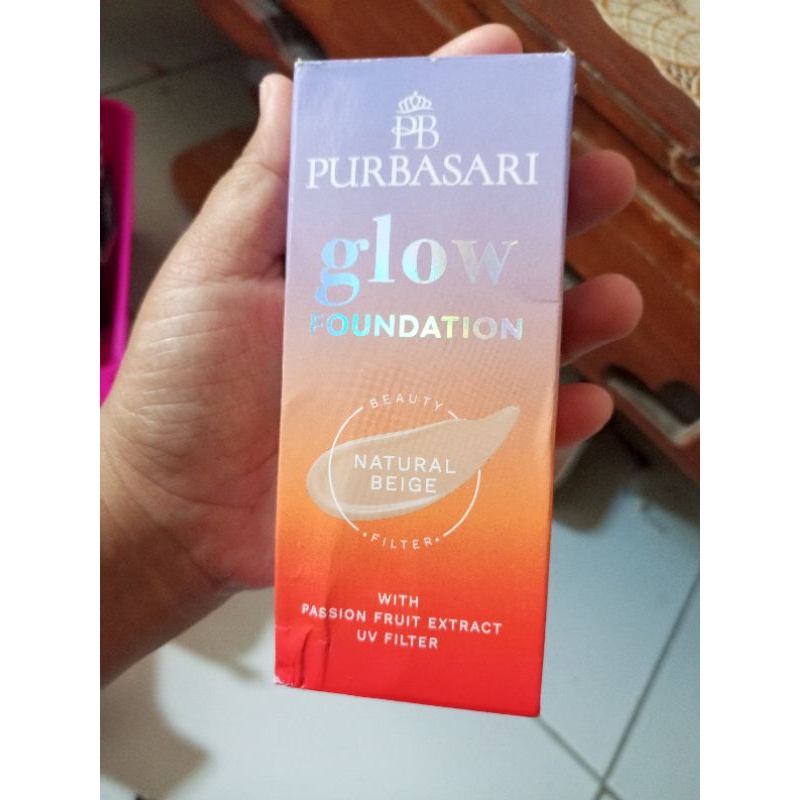 PB
PURBASARI
glow
FOUNDATION
BEAUTY
NATURAL
BEIGE
•FILTER•
WITH
PASSION FRUIT EXTRACT
UV FILTER